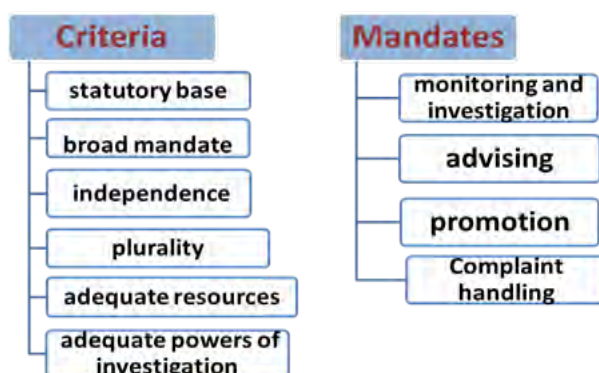 Criteria
statutory base
broad mandate
independence
plurality
adequate resources
adequate powers of
investigation
Mandates
monitoring and
investigation
advising
promotion
Complaint
handling